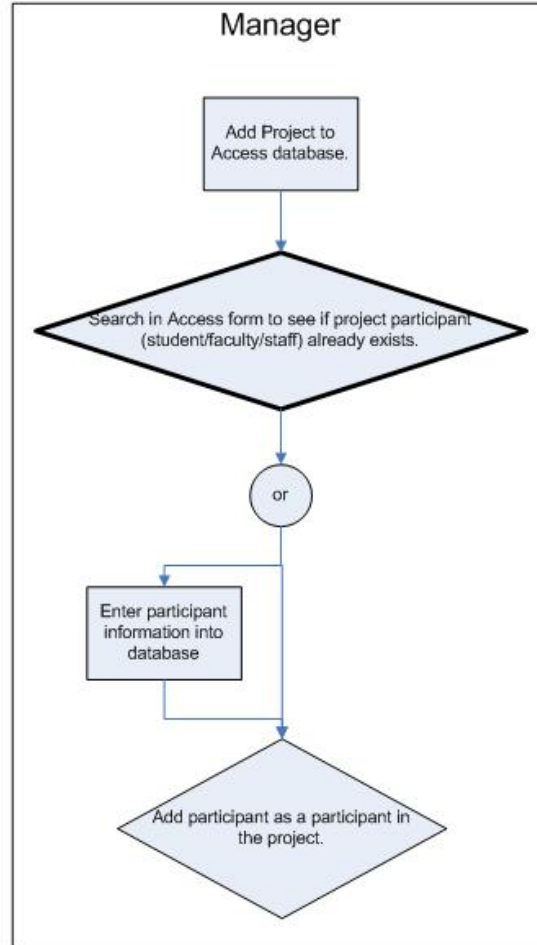 Manager
Add Project to
Access database.
Search in Access form to see if project participant
(student/faculty/staff) already exists.
or
Enter participant
information into
database
Add participant as a participant in
the project.